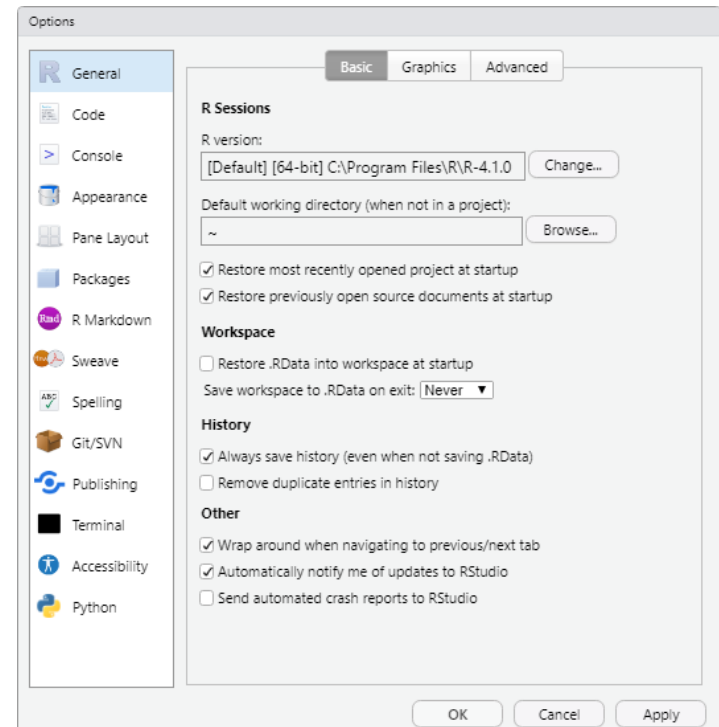 Options
R General
Code
> Console
Appearance
Pane Layout
Packages
Rmd R Markdown
Sweave
ABC Spelling
Git/SVN
Publishing
Terminal
Accessibility
Python
Basic Graphics Advanced
R Sessions
R version:
[Default] [64-bit] C:\Program Files\R\R-4.1.0 Change...
Default working directory (when not in a project):
~ Browse...
Restore most recently opened project at startup
Restore previously open source documents at startup
Workspace
Restore .RData into workspace at startup
Save workspace to .RData on exit: Never
History
Always save history (even when not saving .RData)
Remove duplicate entries in history
Other
Wrap around when navigating to previous/next tab
Automatically notify me of updates to RStudio
Send automated crash reports to RStudio
OK Cancel Apply